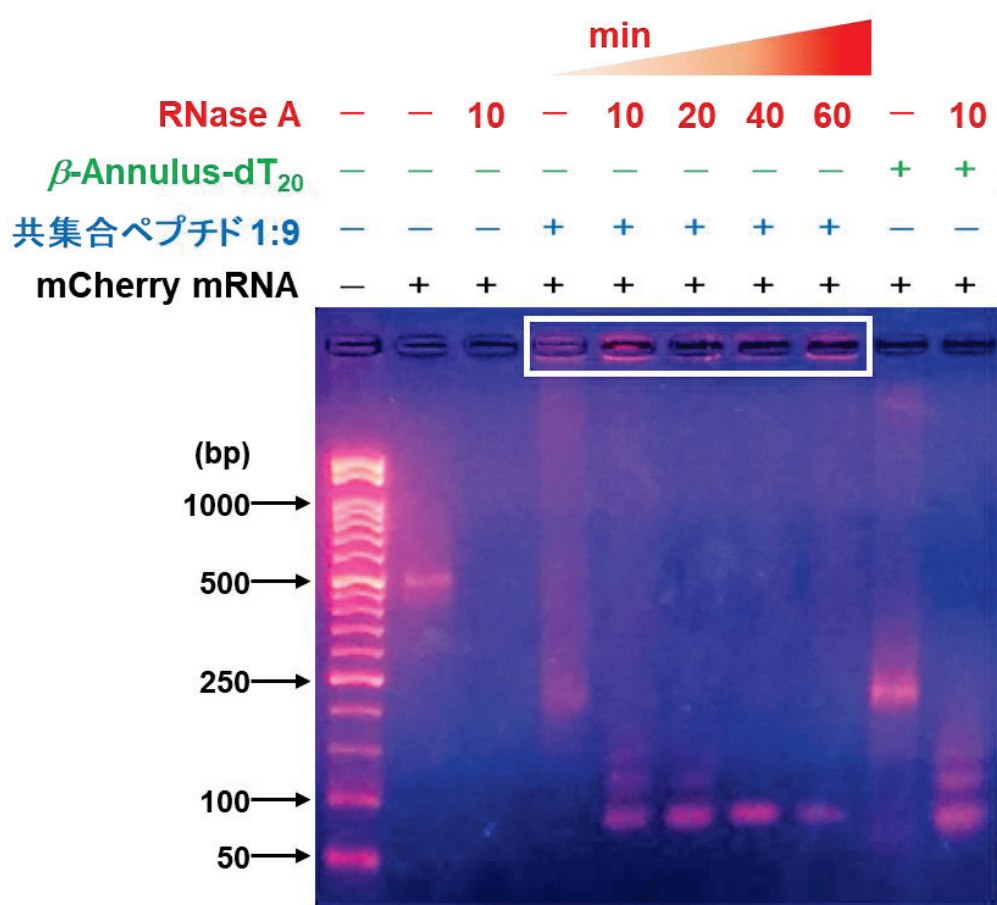 min
RNase A － － 10 － 10 20 40 60 － 10
β-Annulus-dT₂₀ － － － － － － － － + +
共集合ペプチド 1:9 － － － + + + + + － －
mCherry mRNA － + + + + + + + + +
(bp)
1000
500
250
100
50